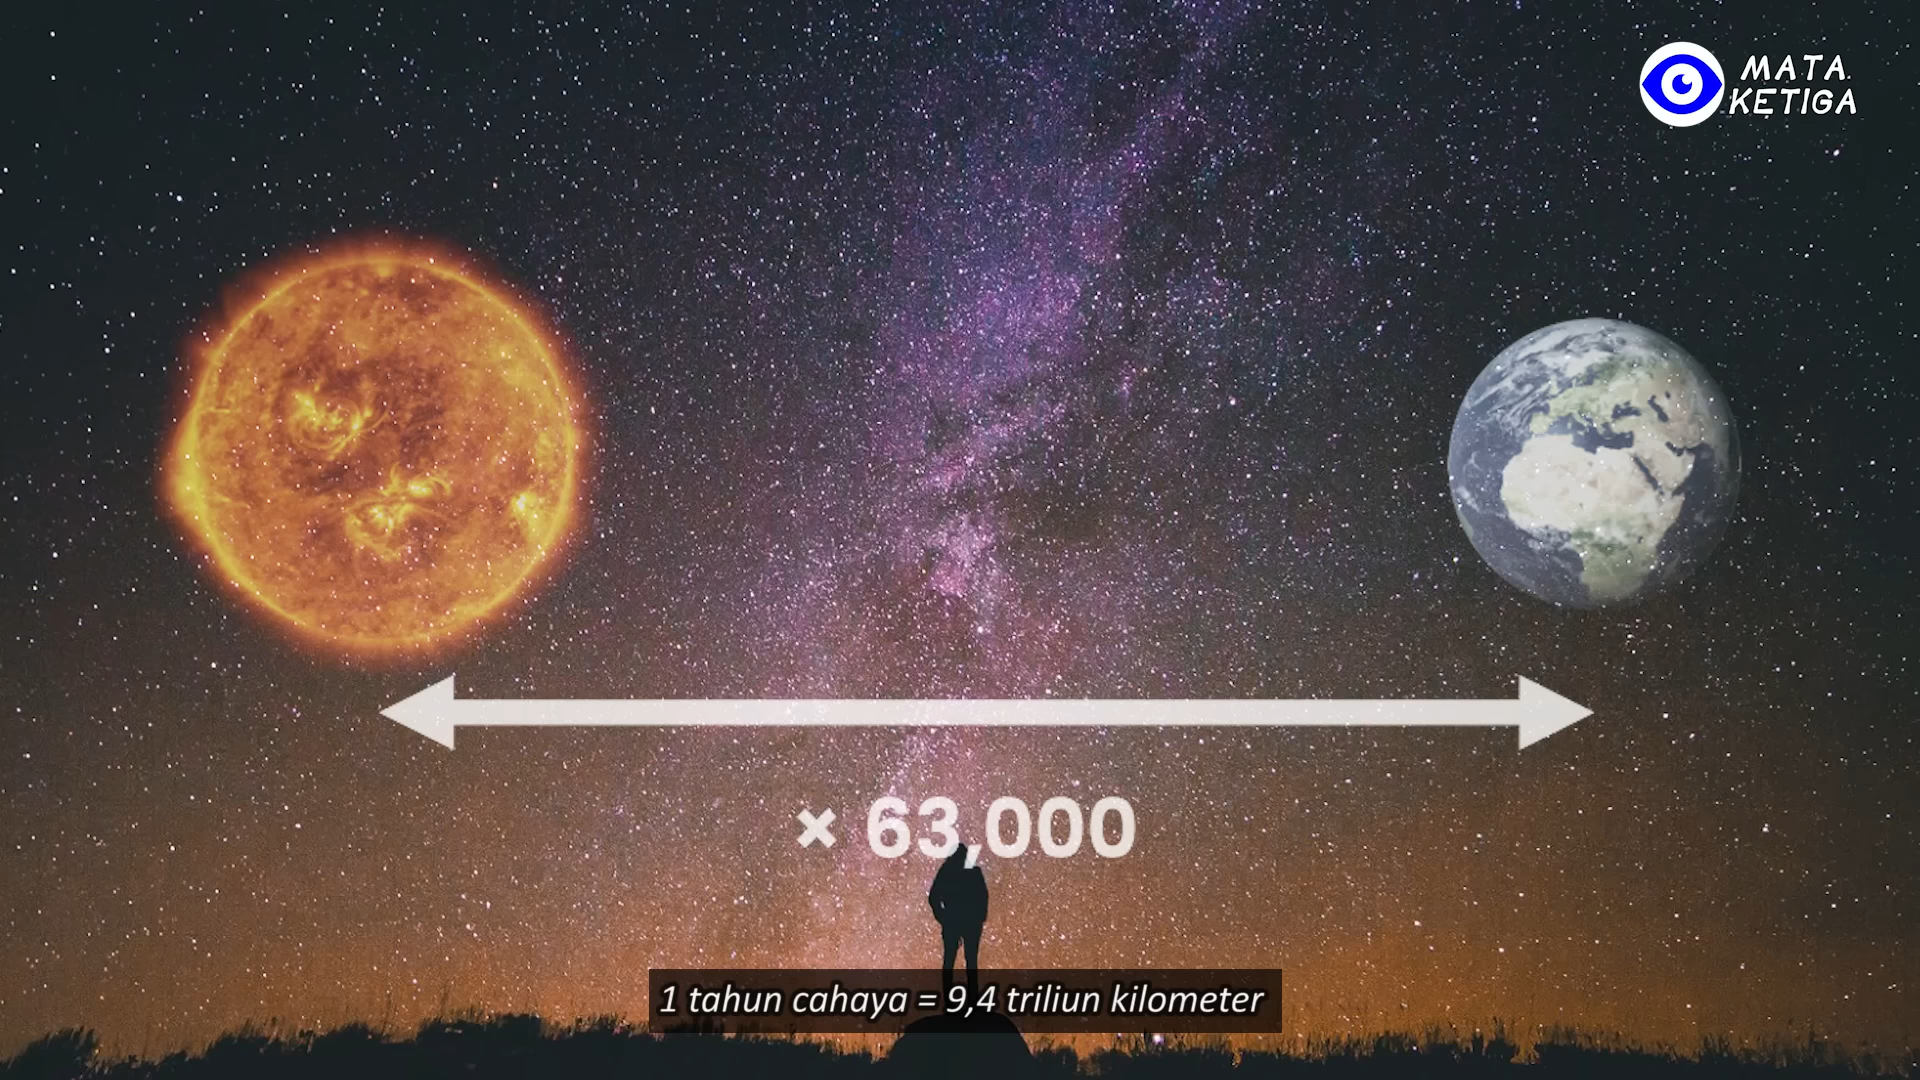 MATA
KETIGA
× 63,000
1 tahun cahaya = 9,4 triliun kilometer